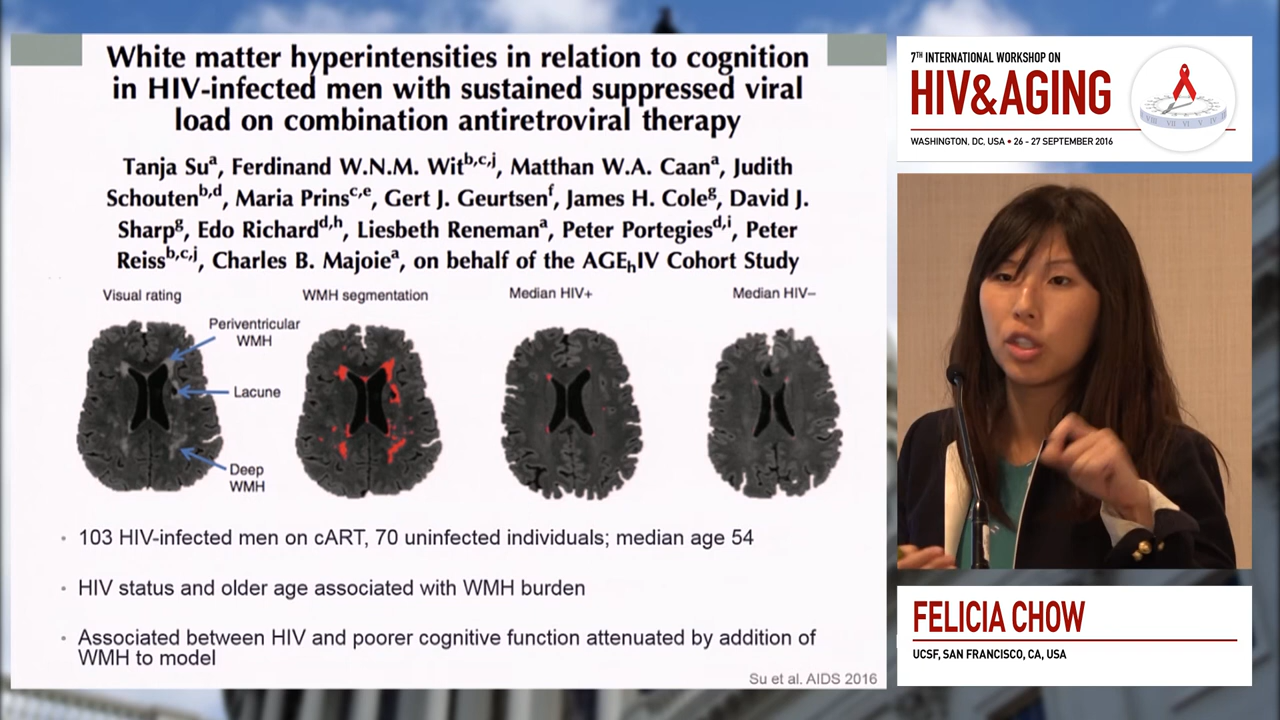 White matter hyperintensities in relation to cognition
in HIV-infected men with sustained suppressed viral
load on combination antiretroviral therapy
Tanja Suᵃ, Ferdinand W.N.M. Witᵇ,ᶜ,ʲ, Matthan W.A. Caanᵃ, Judith
Schoutenᵇ,ᵈ, Maria Prinsᶜ,ᵉ, Gert J. Geurtsenᶠ, James H. Coleᵍ, David J.
Sharpᵍ, Edo Richardᵈ,ʰ, Liesbeth Renemanᵃ, Peter Portegiesᵈ,ⁱ, Peter
Reissᵇ,ᶜ,ʲ, Charles B. Majoieᵃ, on behalf of the AGEₕIV Cohort Study
Visual rating
WMH segmentation
Median HIV+
Median HIV–
Periventricular
WMH
Lacune
Deep
WMH
• 103 HIV-infected men on cART, 70 uninfected individuals; median age 54
• HIV status and older age associated with WMH burden
• Associated between HIV and poorer cognitive function attenuated by addition of
WMH to model
Su et al. AIDS 2016
7TH INTERNATIONAL WORKSHOP ON
HIV&AGING
WASHINGTON, DC, USA • 26 - 27 SEPTEMBER 2016
FELICIA CHOW
UCSF, SAN FRANCISCO, CA, USA